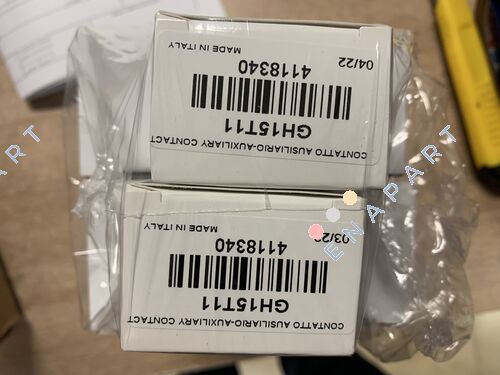 CONTATTO AUSILIARIO-AUXILIARY CONTACT
GH15T11
4118340
MADE IN ITALY
04/22
CONTATTO AUSILIARIO-AUXILIARY CONTACT
GH15T11
4118340
MADE IN ITALY
03/22
ENAPART